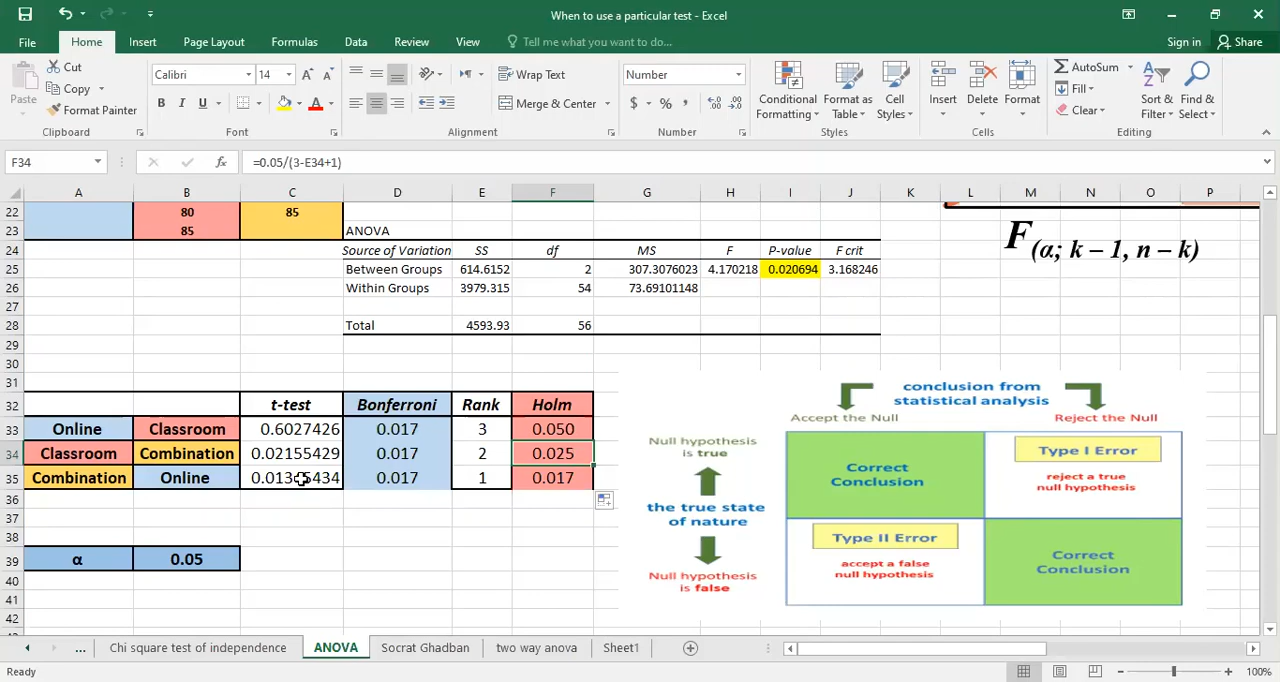 When to use a particular test - Excel
File Home Insert Page Layout Formulas Data Review View Tell me what you want to do... Sign in Share
Paste
Cut
Copy
Format Painter
Calibri 14 A A
B I U A
Wrap Text
Merge & Center
Number
$ % ,
Conditional Formatting
Format as Table
Cell Styles
Insert
Delete
Format
AutoSum
Fill
Clear
Sort & Filter
Find & Select
Clipboard Font Alignment Number Styles Cells Editing
F34 fx =0.05/(3-E34+1)
A B C D E F G H I J K L M N O P
22 80 85
23 85 ANOVA
24 Source of Variation SS df MS F P-value F crit
25 Between Groups 614.6152 2 307.3076023 4.170218 0.020694 3.168246
26 Within Groups 3979.315 54 73.69101148
27
28 Total 4593.93 56
29
30
31
32 t-test Bonferroni Rank Holm
33 Online Classroom 0.6027426 0.017 3 0.050
34 Classroom Combination 0.02155429 0.017 2 0.025
35 Combination Online 0.013 5434 0.017 1 0.017
36
37
38
39 α 0.05
40
41
42
F(α; k – 1, n – k)
conclusion from
statistical analysis
Accept the Null Reject the Null
Null hypothesis
is true
the true state
of nature
Null hypothesis
is false
Correct
Conclusion
Type I Error
reject a true
null hypothesis
Type II Error
accept a false
null hypothesis
Correct
Conclusion
... Chi square test of independence ANOVA Socrat Ghadban two way anova Sheet1
Ready 100%